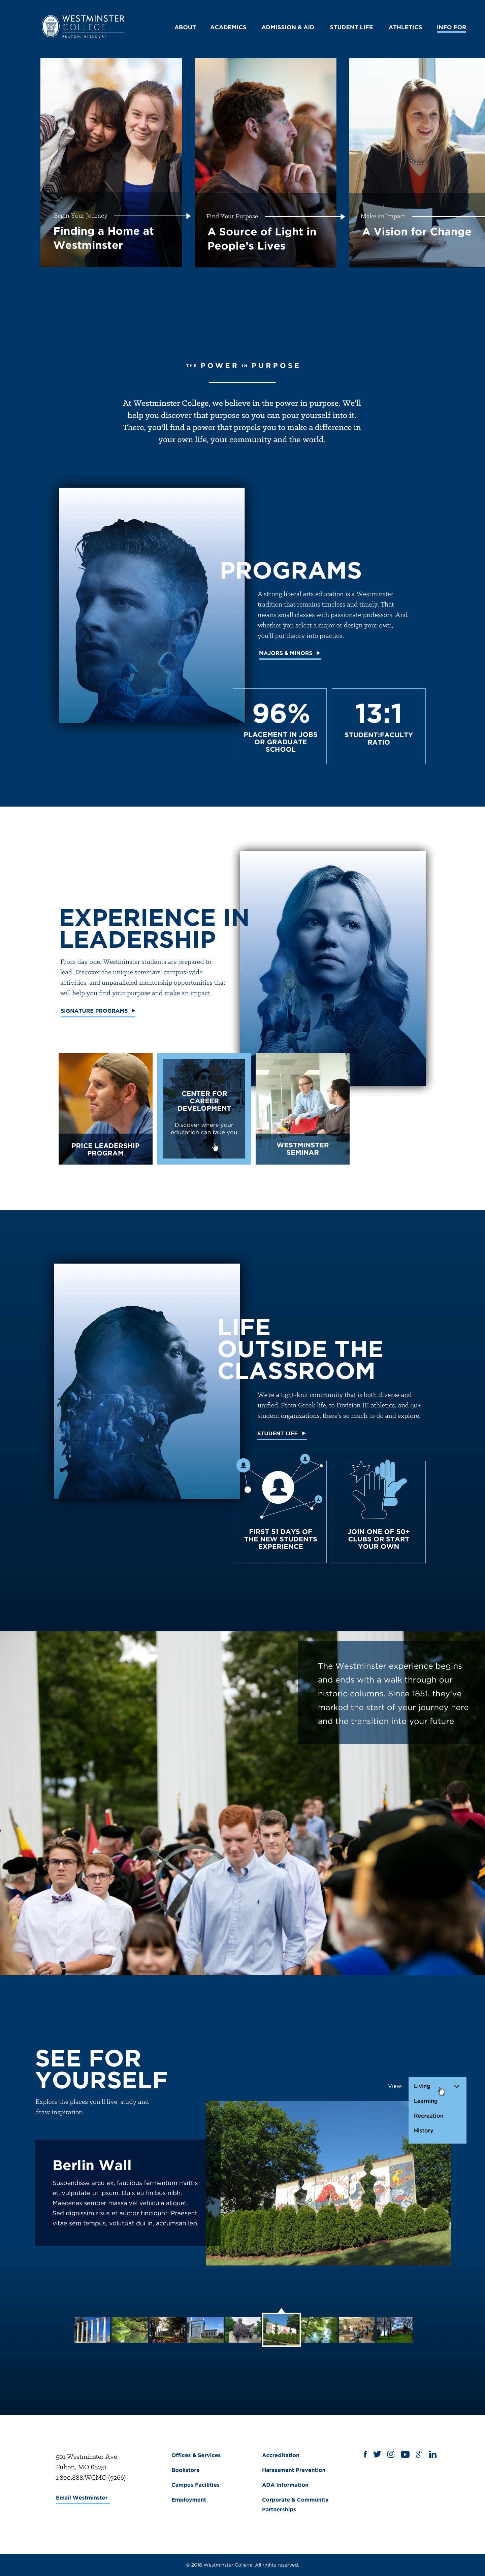 WESTMINSTER
COLLEGE
FULTON, MISSOURI
ABOUT ACADEMICS ADMISSION & AID STUDENT LIFE ATHLETICS INFO FOR
Begin Your Journey
Finding a Home at
Westminster
Find Your Purpose
A Source of Light in
People's Lives
Make an Impact
A Vision for Change
THE POWER IN PURPOSE
At Westminster College, we believe in the power in purpose. We'll
help you discover that purpose so you can pour yourself into it.
There, you'll find a power that propels you to make a difference in
your own life, your community and the world.
PROGRAMS
A strong liberal arts education is a Westminster
tradition that remains timeless and timely. That
means small classes with passionate professors. And
whether you select a major or design your own,
you'll put theory into practice.
MAJORS & MINORS
96%
PLACEMENT IN JOBS
OR GRADUATE
SCHOOL
13:1
STUDENT:FACULTY
RATIO
EXPERIENCE IN
LEADERSHIP
From day one, Westminster students are prepared to
lead. Discover the unique seminars, campus-wide
activities, and unparalleled mentorship opportunities that
will help you find your purpose and make an impact.
SIGNATURE PROGRAMS
PRICE LEADERSHIP
PROGRAM
CENTER FOR
CAREER
DEVELOPMENT
Discover where your
education can take you
WESTMINSTER
SEMINAR
LIFE
OUTSIDE THE
CLASSROOM
We're a tight-knit community that is both diverse and
unified. From Greek life, to Division III athletics, and 50+
student organizations, there's so much to do and explore.
STUDENT LIFE
FIRST 51 DAYS OF
THE NEW STUDENTS
EXPERIENCE
JOIN ONE OF 50+
CLUBS OR START
YOUR OWN
The Westminster experience begins
and ends with a walk through our
historic columns. Since 1851, they've
marked the start of your journey here
and the transition into your future.
SEE FOR
YOURSELF
Explore the places you'll live, study and
draw inspiration.
View:
Living
Learning
Recreation
History
Berlin Wall
Suspendisse arcu ex, faucibus fermentum mattis
et, vulputate ut ipsum. Duis eu finibus nibh.
Maecenas semper massa vel vehicula aliquet.
Sed dignissim risus et auctor tincidunt. Praesent
vitae sem tempus, volutpat dui in, accumsan leo.
501 Westminster Ave
Fulton, MO 65251
1.800.888.WCMO (9266)
Email Westminster
Offices & Services
Bookstore
Campus Facilities
Employment
Accreditation
Harassment Prevention
ADA Information
Corporate & Community
Partnerships
© 2018 Westminster College. All rights reserved.